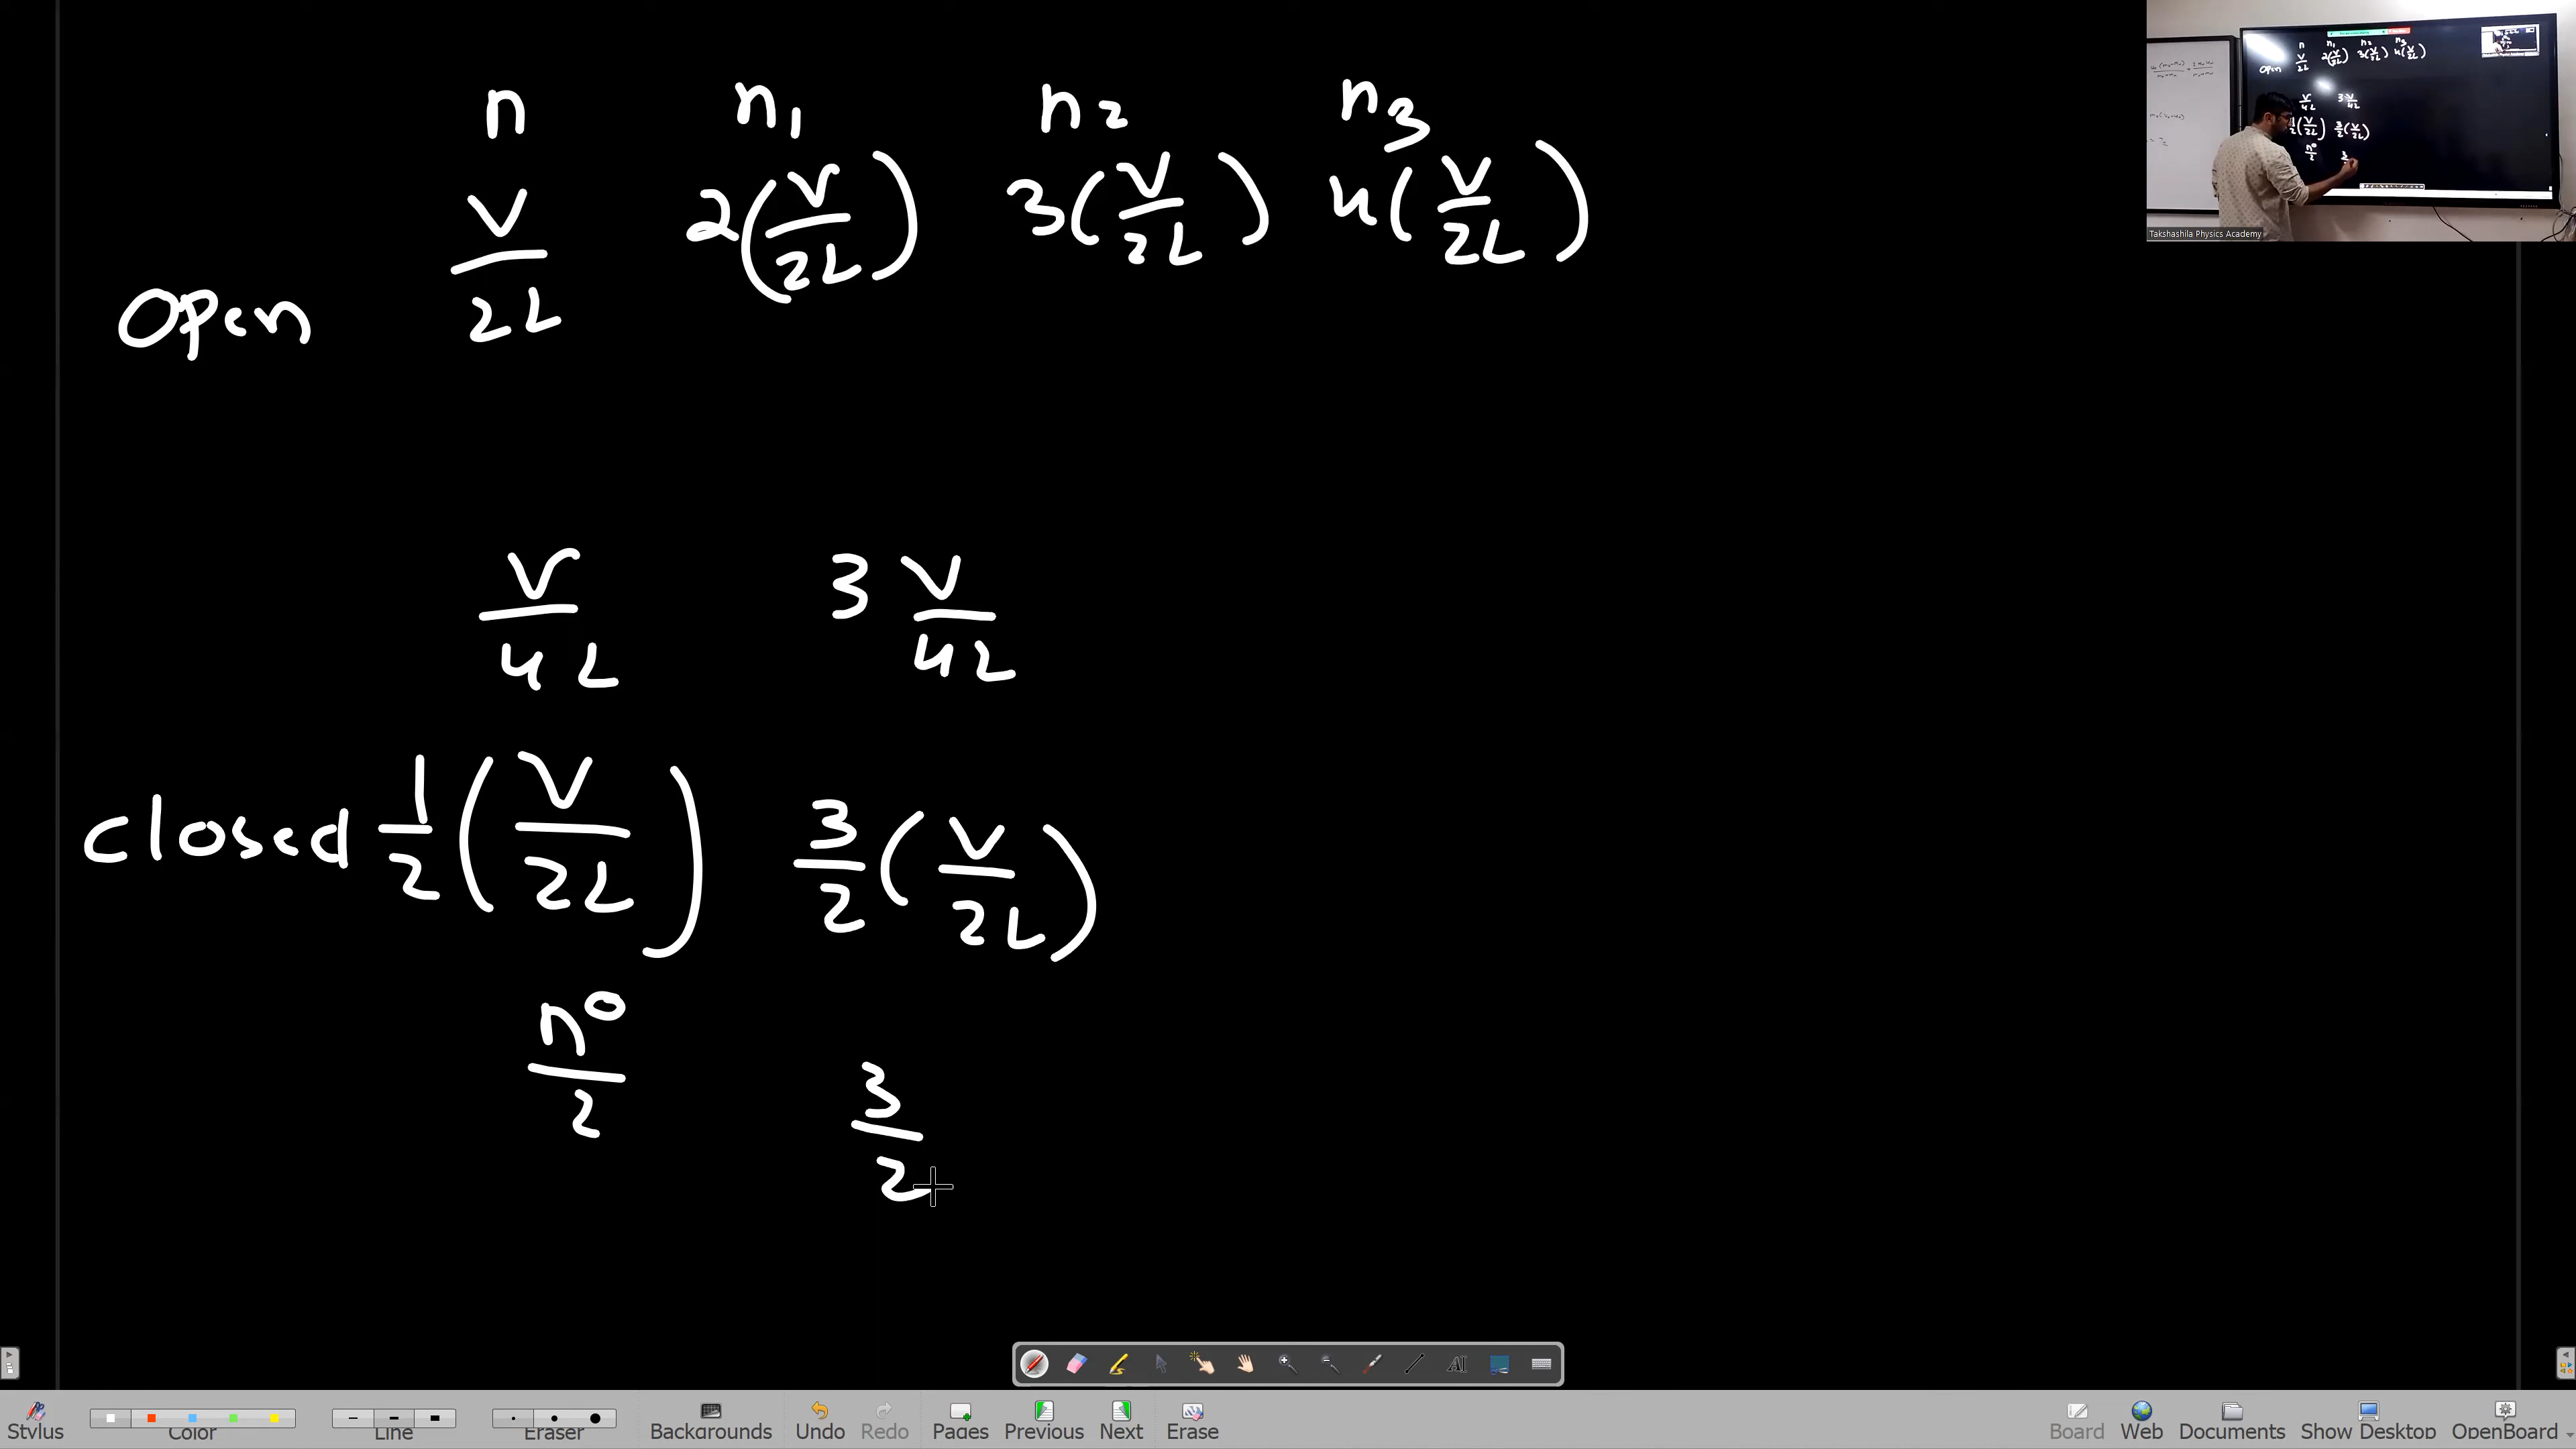 n n1 n2 n3
Open V/2L 2(V/2L) 3(V/2L) 4(V/2L)
V/4L 3 V/4L
closed 1/2(V/2L) 3/2(V/2L)
n⁰/2 3/2
Takshashila Physics Academy
Stylus Color Line Eraser Backgrounds Undo Redo Pages Previous Next Erase Board Web Documents Show Desktop OpenBoard